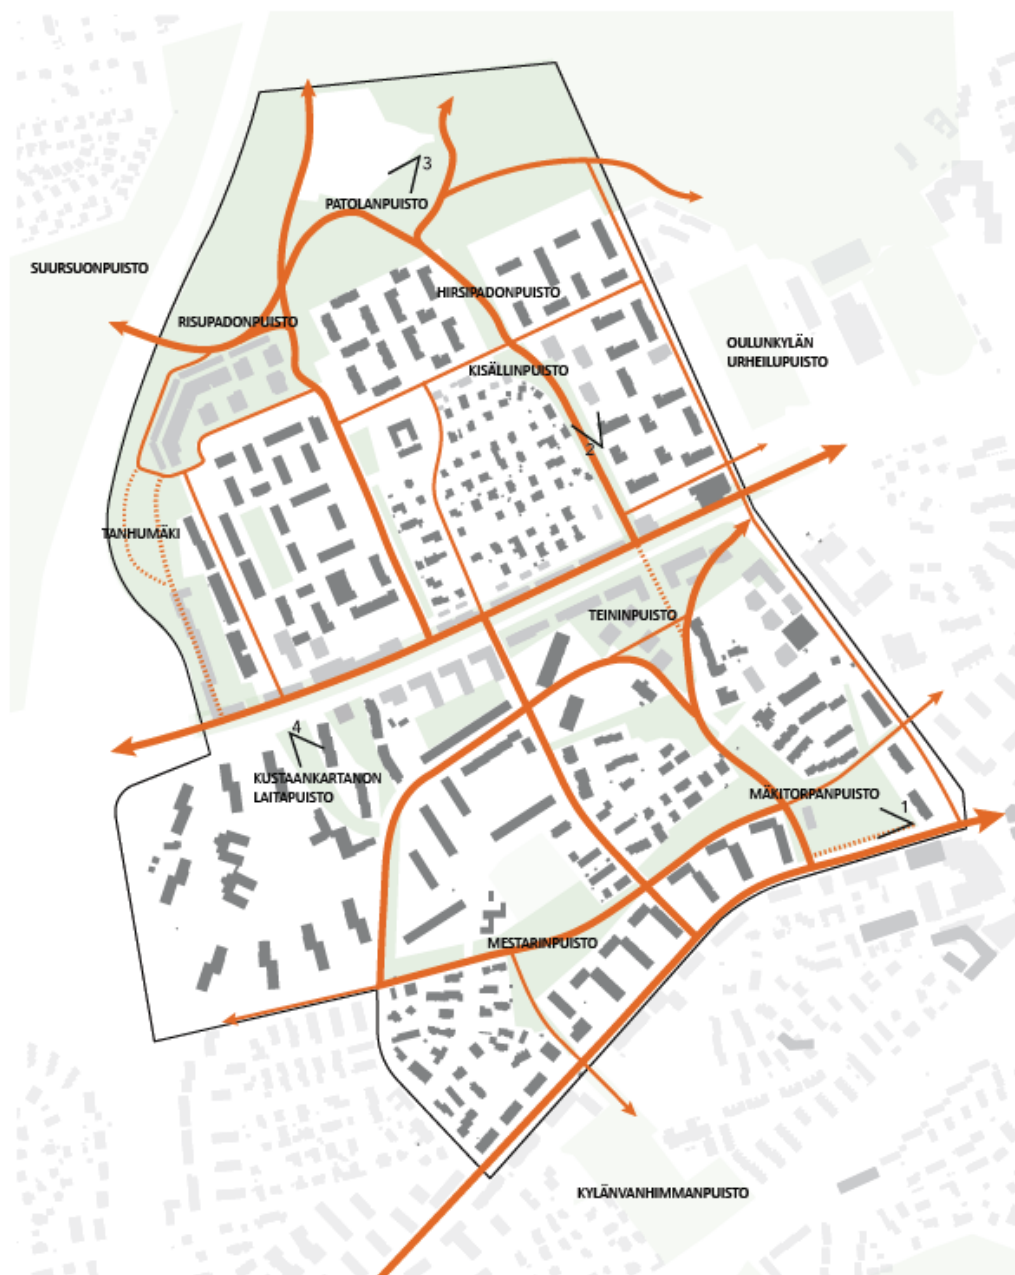 3
PATOLANPUISTO
SUURSUONPUISTO
HIRSIPADONPUISTO
RISUPADONPUISTO
OULUNKYLÄN
URHEILUPUISTO
KISÄLLINPUISTO
2
TANHUMÄKI
TEININPUISTO
4
KUSTAANKARTANON
LAITAPUISTO
MÄKITORPANPUISTO
1
MESTARINPUISTO
KYLÄNVANHIMMANPUISTO